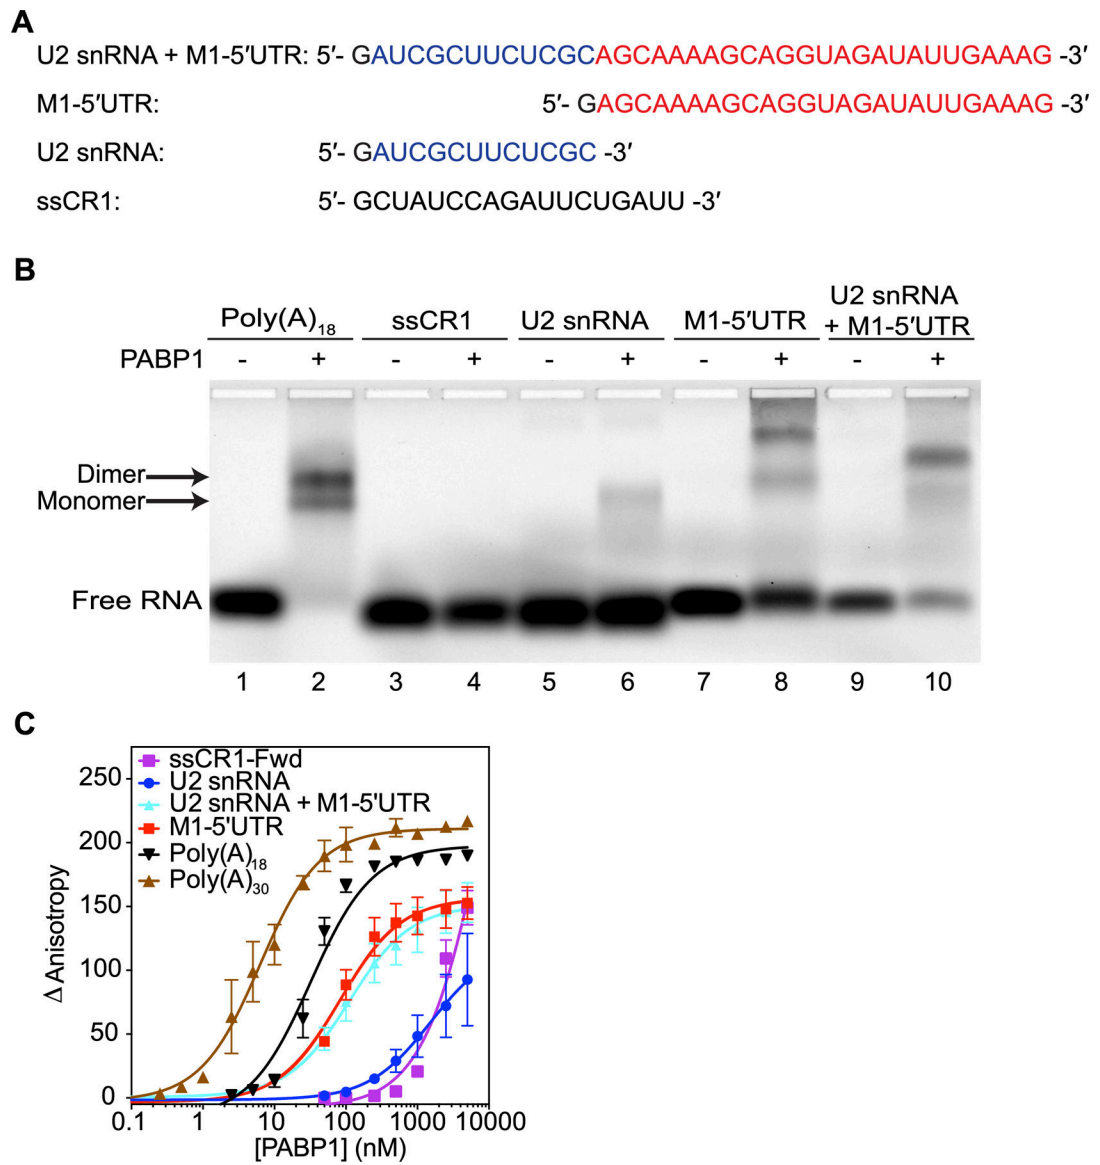 A
U2 snRNA + M1-5′UTR: 5′- GAUCGCUUCUCGCAGCAAAAGCAGGUAGAUAUUGAAAG -3′
M1-5′UTR: 5′- GAGCAAAAGCAGGUAGAUAUUGAAAG -3′
U2 snRNA: 5′- GAUCGCUUCUCGC -3′
ssCR1: 5′- GCUAUCCAGAUUCUGAUU -3′
B
Poly(A)18 ssCR1 U2 snRNA M1-5′UTR U2 snRNA + M1-5′UTR
PABP1 - + - + - + - + - +
Dimer
Monomer
Free RNA
1 2 3 4 5 6 7 8 9 10
C
ssCR1-Fwd
U2 snRNA
U2 snRNA + M1-5'UTR
M1-5'UTR
Poly(A)18
Poly(A)30
250
200
150
100
50
0
Δ Anisotropy
0.1 1 10 100 1000 10000
[PABP1] (nM)